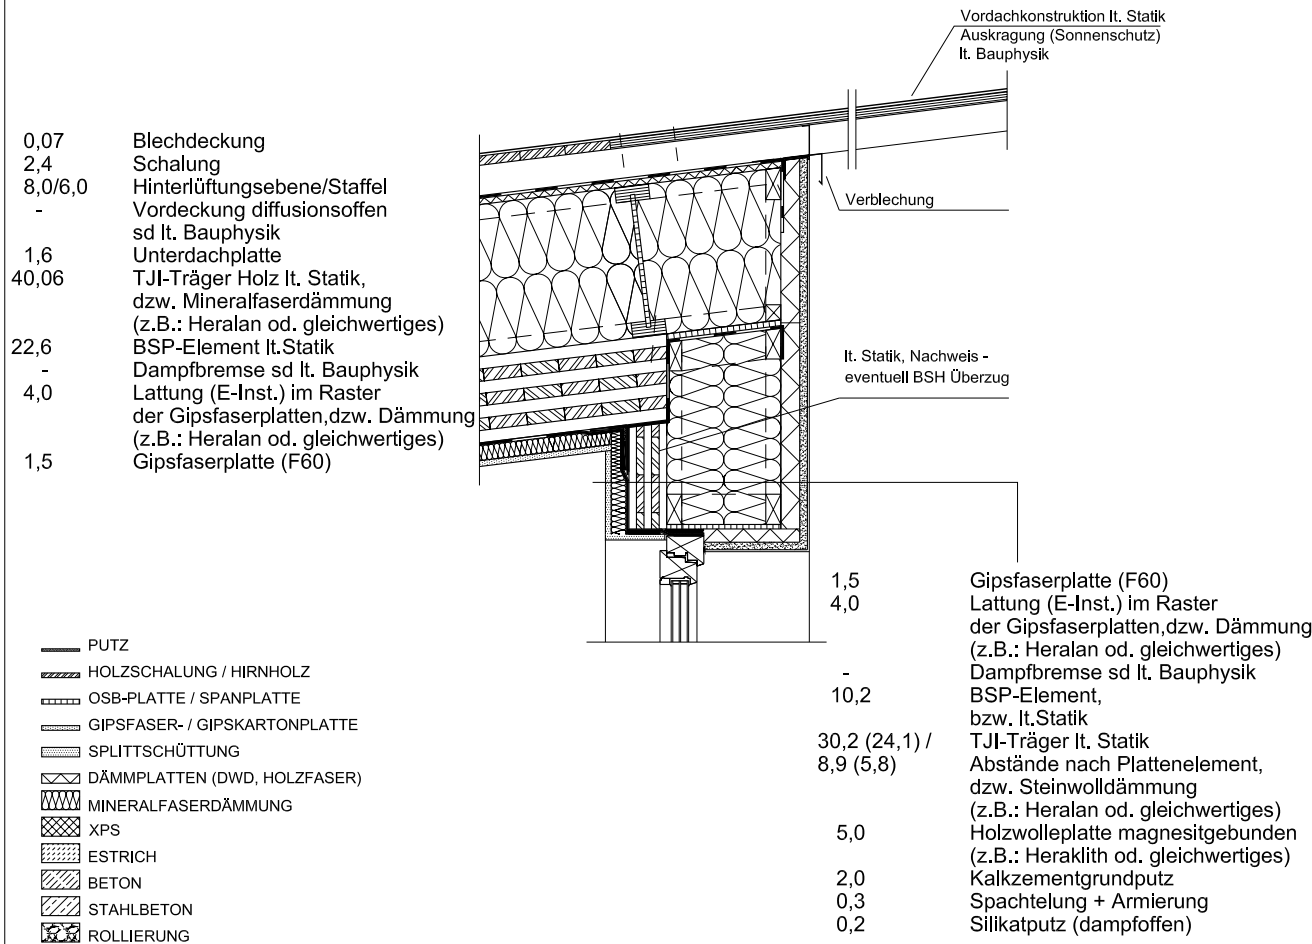 Vordachkonstruktion lt. Statik
Auskragung (Sonnenschutz)
lt. Bauphysik
0,07 Blechdeckung
2,4 Schalung
8,0/6,0 Hinterlüftungsebene/Staffel
- Vordeckung diffusionsoffen
sd lt. Bauphysik
1,6 Unterdachplatte
40,06 TJI-Träger Holz lt. Statik,
dzw. Mineralfaserdämmung
(z.B.: Heralan od. gleichwertiges)
22,6 BSP-Element lt.Statik
- Dampfbremse sd lt. Bauphysik
4,0 Lattung (E-Inst.) im Raster
der Gipsfaserplatten,dzw. Dämmung
(z.B.: Heralan od. gleichwertiges)
1,5 Gipsfaserplatte (F60)
Verblechung
lt. Statik, Nachweis -
eventuell BSH Überzug
1,5 Gipsfaserplatte (F60)
4,0 Lattung (E-Inst.) im Raster
der Gipsfaserplatten,dzw. Dämmung
(z.B.: Heralan od. gleichwertiges)
- Dampfbremse sd lt. Bauphysik
10,2 BSP-Element,
bzw. lt.Statik
30,2 (24,1) / TJI-Träger lt. Statik
8,9 (5,8) Abstände nach Plattenelement,
dzw. Steinwolldämmung
(z.B.: Heralan od. gleichwertiges)
5,0 Holzwolleplatte magnesitgebunden
(z.B.: Heraklith od. gleichwertiges)
2,0 Kalkzementgrundputz
0,3 Spachtelung + Armierung
0,2 Silikatputz (dampfoffen)
PUTZ
HOLZSCHALUNG / HIRNHOLZ
OSB-PLATTE / SPANPLATTE
GIPSFASER- / GIPSKARTONPLATTE
SPLITTSCHÜTTUNG
DÄMMPLATTEN (DWD, HOLZFASER)
MINERALFASERDÄMMUNG
XPS
ESTRICH
BETON
STAHLBETON
ROLLIERUNG